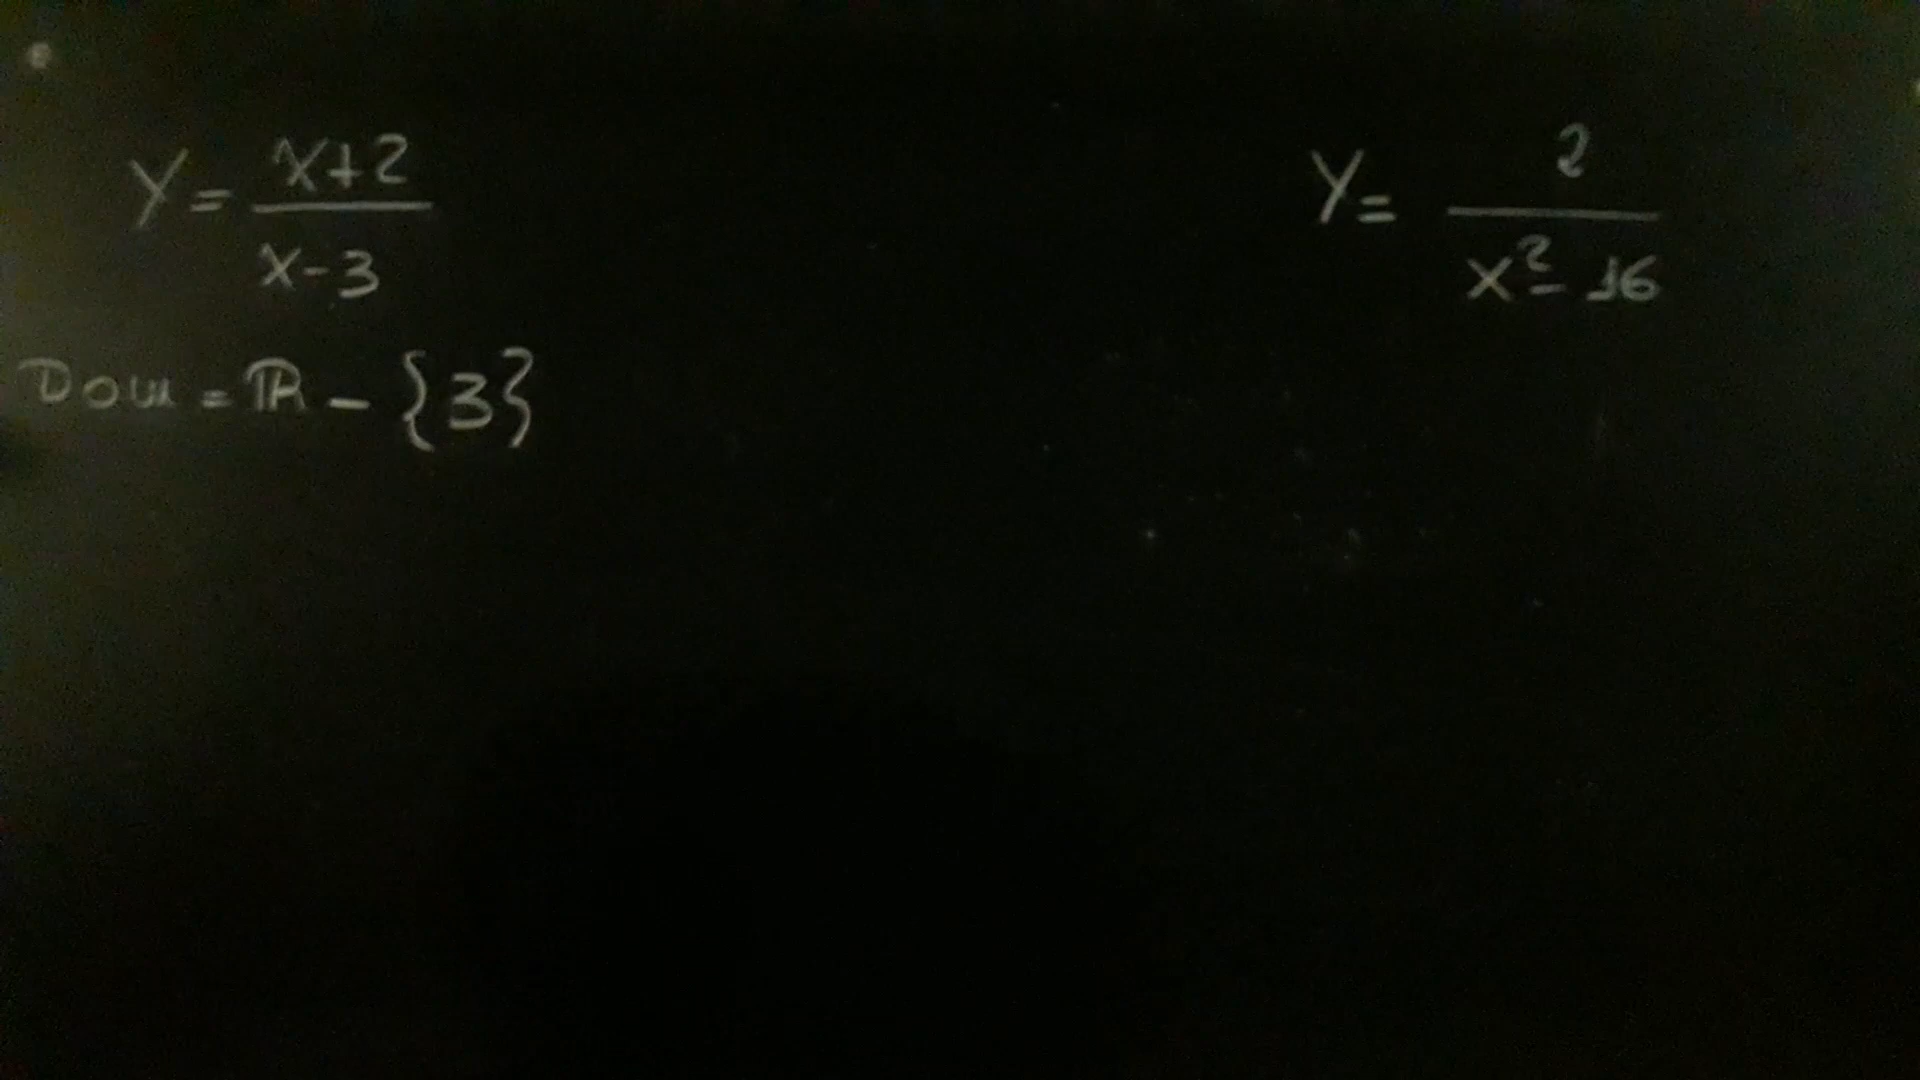 Y = x+2 / x-3
Dom = ℝ - {3}
Y = 2 / x² - 16